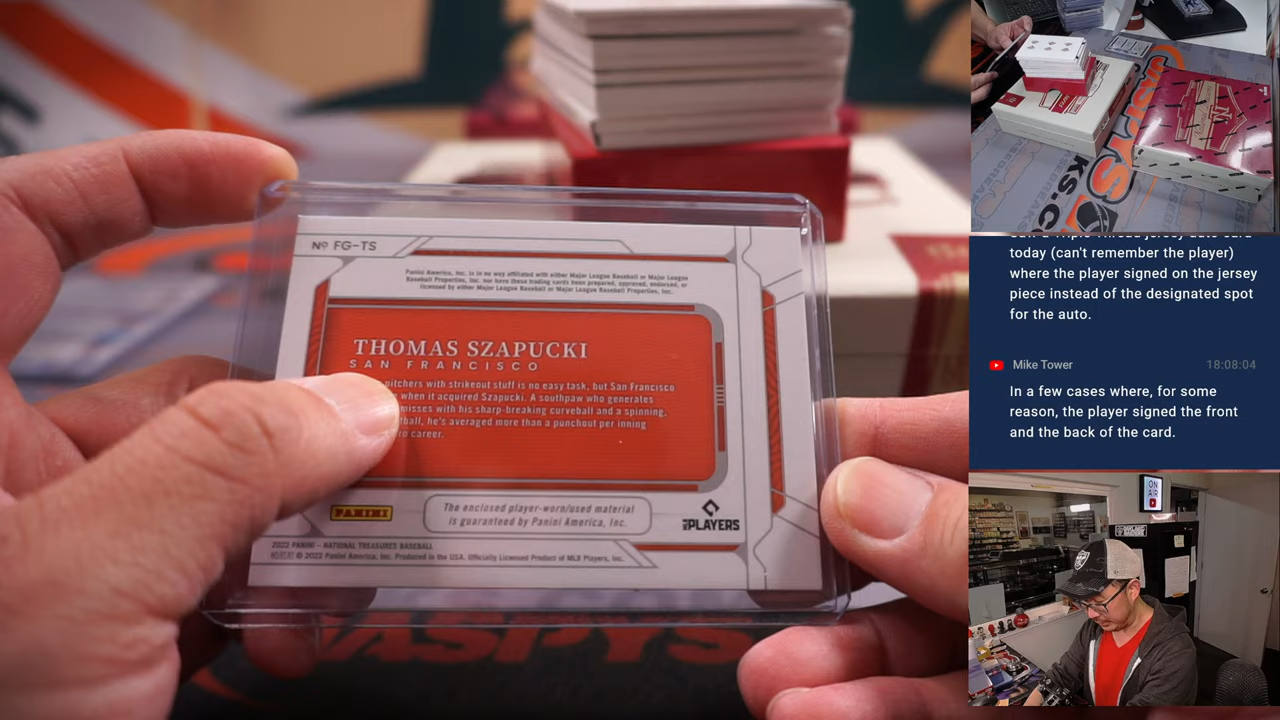 Nº FG-TS
Panini America, Inc. is in no way affiliated with either Major League Baseball or Major League
Baseball Properties, Inc. nor have these trading cards been prepared, approved, endorsed, or
licensed by either Major League Baseball or Major League Properties, Inc.
THOMAS SZAPUCKI
SAN FRANCISCO
pitchers with strikeout stuff is no easy task, but San Francisco
when it acquired Szapucki. A southpaw who generates
misses with his sharp-breaking curveball and a spinning,
he's averaged more than a punchout per inning
career.
PANINI
The enclosed player-worn/used material
is guaranteed by Panini America, Inc.
PLAYERS
2023 PANINI – NATIONAL TREASURES BASEBALL
© 2023 Panini America, Inc. Produced in the USA. Officially Licensed Product of MLB Players, Inc.
JASPYS
JASPYS
KS.C
today (can't remember the player)
where the player signed on the jersey
piece instead of the designated spot
for the auto.
Mike Tower 18:08:04
In a few cases where, for some
reason, the player signed the front
and the back of the card.
ON
AIR